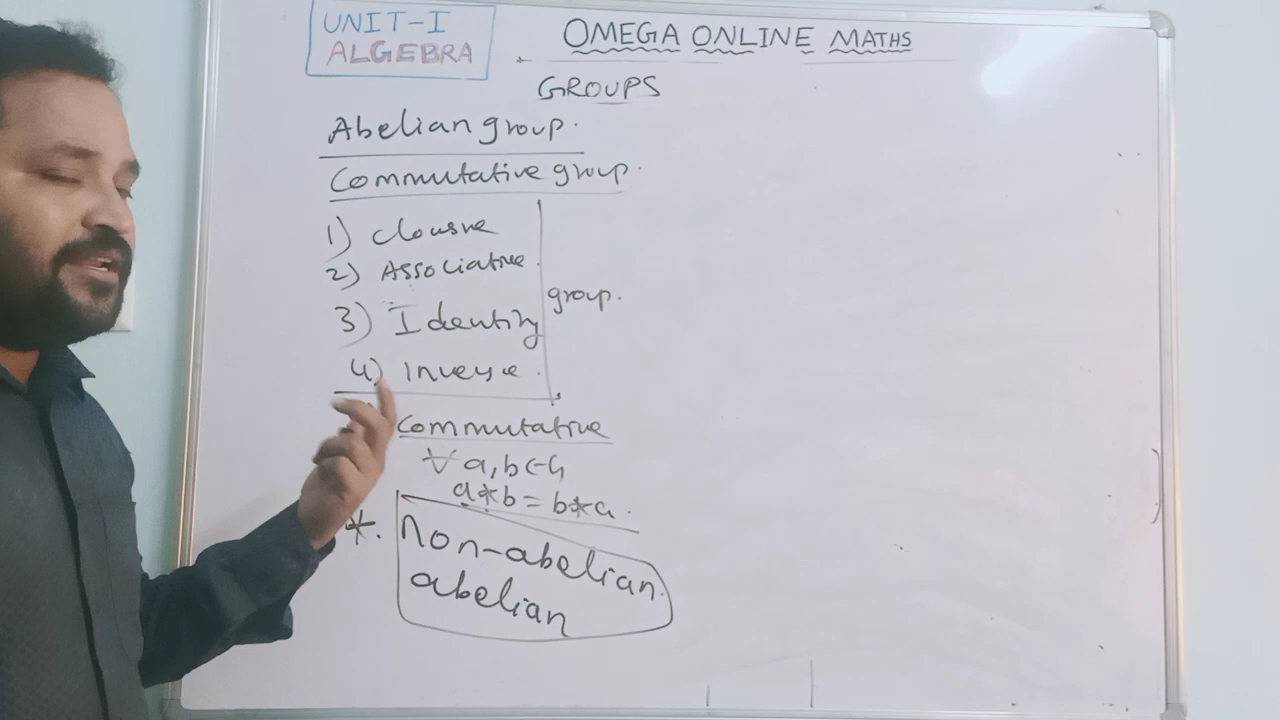 UNIT-I
ALGEBRA
OMEGA ONLINE MATHS
GROUPS
Abelian group.
Commutative group.
1) Clousre
2) Associative.
3) Identity
group.
4) Inverse.
Commutative
∀ a,b ∈ G
a*b = b*a.
*. Non-abelian.
abelian